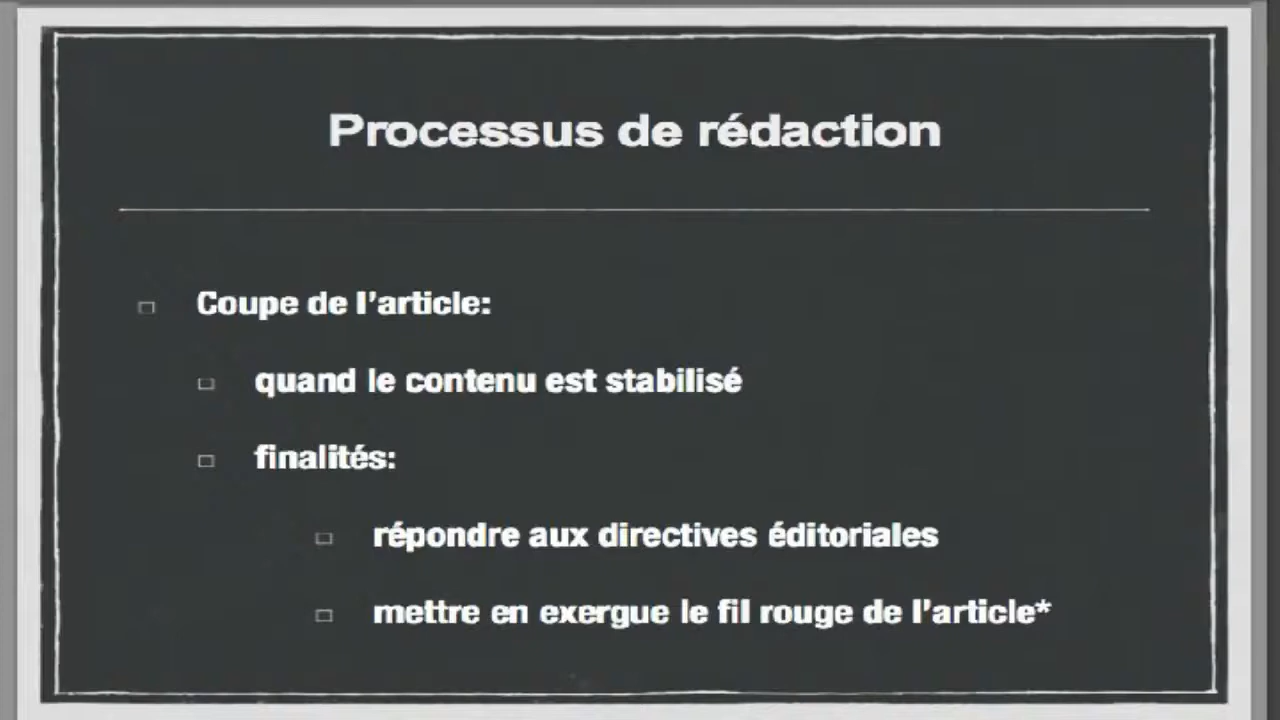 Processus de rédaction
Coupe de l'article:
quand le contenu est stabilisé
finalités:
répondre aux directives éditoriales
mettre en exergue le fil rouge de l'article*